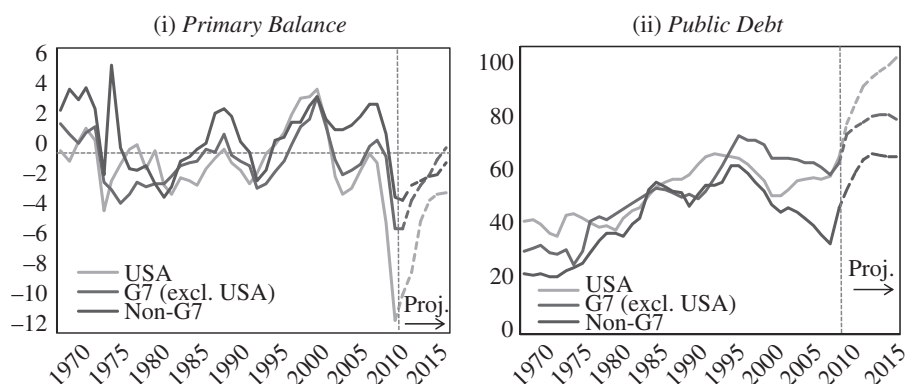 (i) Primary Balance
6
4
2
0
−2
−4
−6
−8
−10
−12
USA
G7 (excl. USA)
Non-G7
Proj.
1970 1975 1980 1985 1990 1995 2000 2005 2010 2015
(ii) Public Debt
100
80
60
40
20
0
USA
G7 (excl. USA)
Non-G7
Proj.
1970 1975 1980 1985 1990 1995 2000 2005 2010 2015